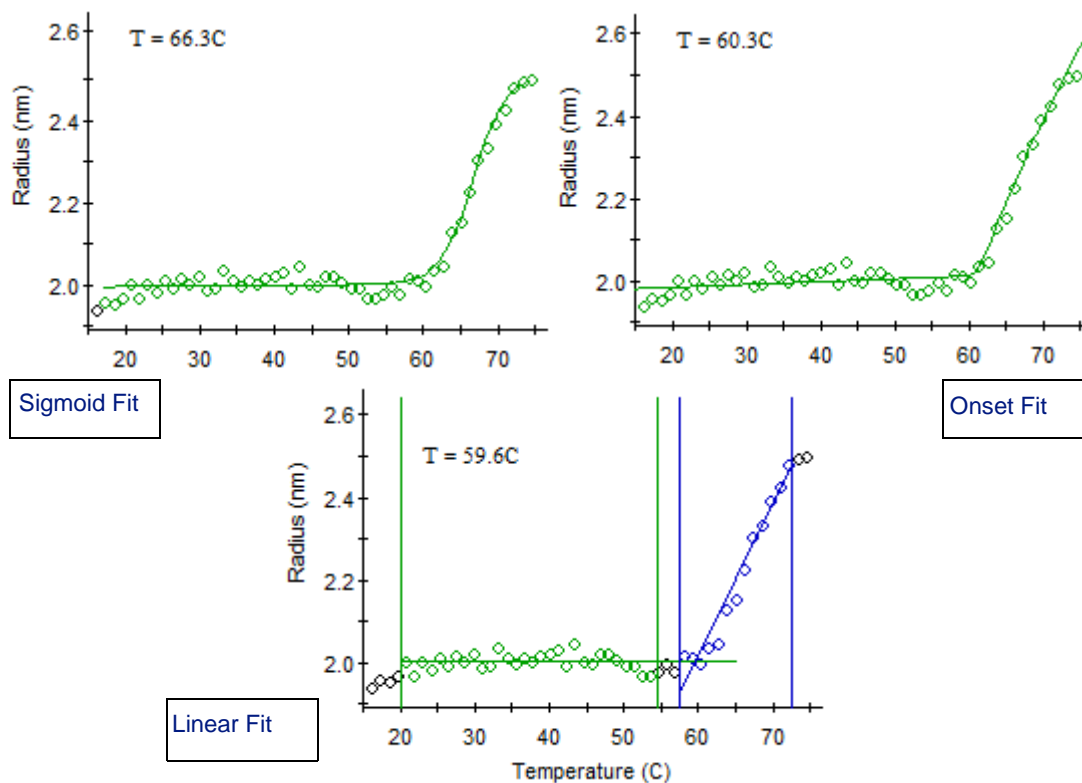 T = 66.3C
2.6
2.4
2.2
2.0
Radius (nm)
20 30 40 50 60 70
Sigmoid Fit
T = 60.3C
2.6
2.4
2.2
2.0
Radius (nm)
20 30 40 50 60 70
Onset Fit
T = 59.6C
2.6
2.4
2.2
2.0
Radius (nm)
20 30 40 50 60 70
Temperature (C)
Linear Fit